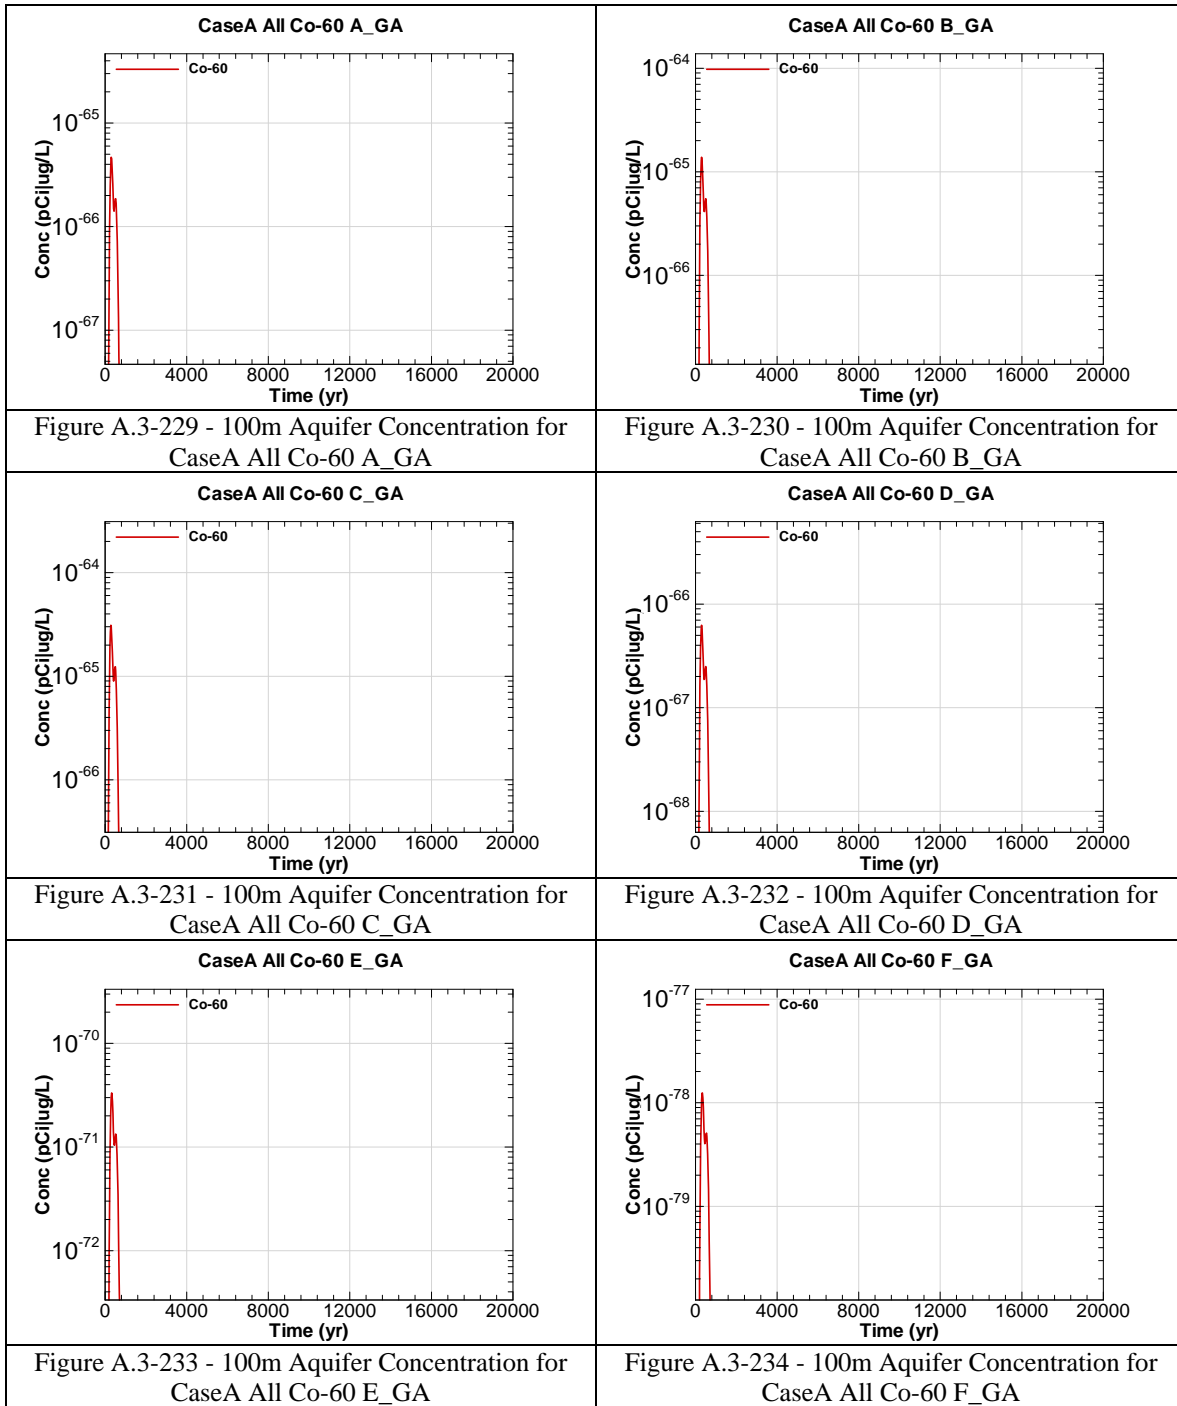 CaseA All Co-60 A_GA
Co-60
10^-65
10^-66
10^-67
Conc (pCi|ug/L)
0 4000 8000 12000 16000 20000
Time (yr)
Figure A.3-229 - 100m Aquifer Concentration for
CaseA All Co-60 A_GA
CaseA All Co-60 B_GA
Co-60
10^-64
10^-65
10^-66
Conc (pCi|ug/L)
0 4000 8000 12000 16000 20000
Time (yr)
Figure A.3-230 - 100m Aquifer Concentration for
CaseA All Co-60 B_GA
CaseA All Co-60 C_GA
Co-60
10^-64
10^-65
10^-66
Conc (pCi|ug/L)
0 4000 8000 12000 16000 20000
Time (yr)
Figure A.3-231 - 100m Aquifer Concentration for
CaseA All Co-60 C_GA
CaseA All Co-60 D_GA
Co-60
10^-66
10^-67
10^-68
Conc (pCi|ug/L)
0 4000 8000 12000 16000 20000
Time (yr)
Figure A.3-232 - 100m Aquifer Concentration for
CaseA All Co-60 D_GA
CaseA All Co-60 E_GA
Co-60
10^-70
10^-71
10^-72
Conc (pCi|ug/L)
0 4000 8000 12000 16000 20000
Time (yr)
Figure A.3-233 - 100m Aquifer Concentration for
CaseA All Co-60 E_GA
CaseA All Co-60 F_GA
Co-60
10^-77
10^-78
10^-79
Conc (pCi|ug/L)
0 4000 8000 12000 16000 20000
Time (yr)
Figure A.3-234 - 100m Aquifer Concentration for
CaseA All Co-60 F_GA